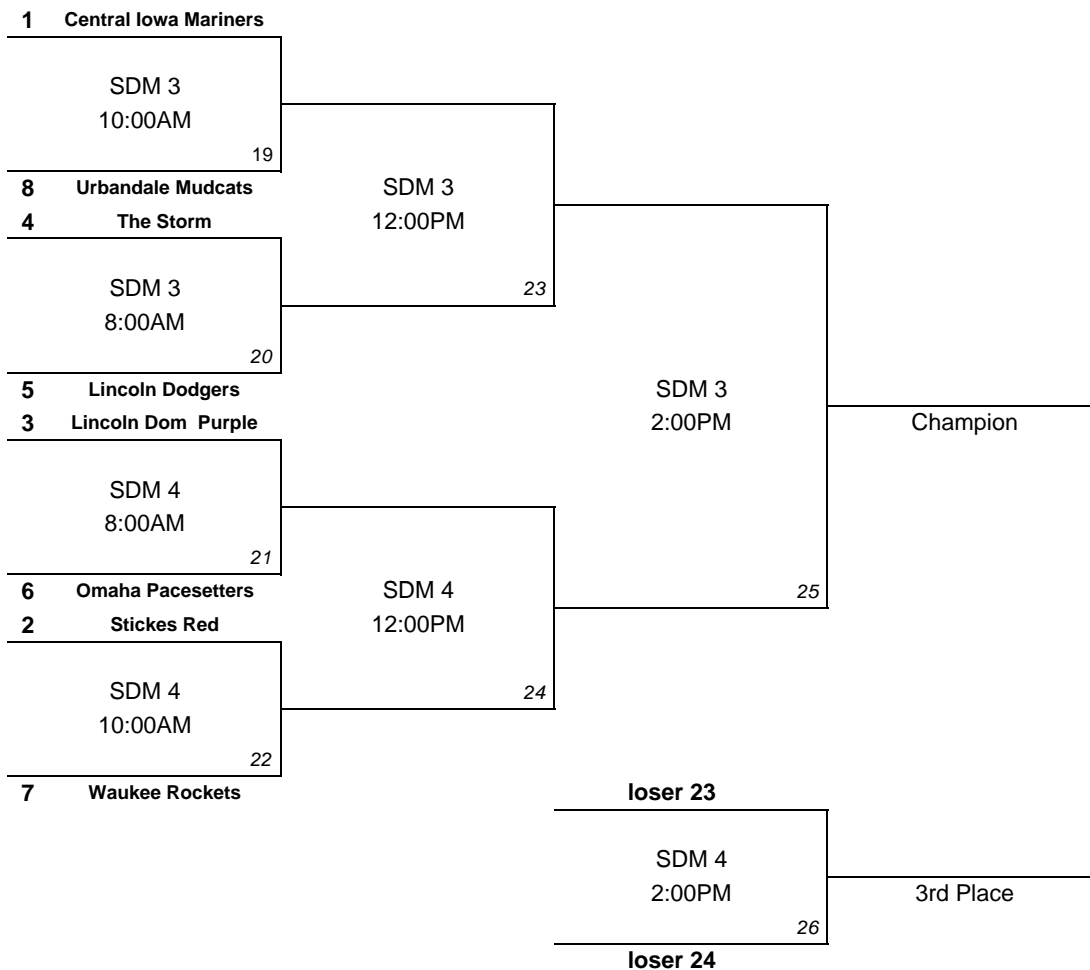 1 Central Iowa Mariners
SDM 3
10:00AM
19
8 Urbandale Mudcats
SDM 3
12:00PM
23
4 The Storm
SDM 3
8:00AM
20
5 Lincoln Dodgers
SDM 3
2:00PM
25
Champion
3 Lincoln Dom  Purple
SDM 4
8:00AM
21
6 Omaha Pacesetters
SDM 4
12:00PM
24
2 Stickes Red
SDM 4
10:00AM
22
7 Waukee Rockets
loser 23
SDM 4
2:00PM
26
3rd Place
loser 24